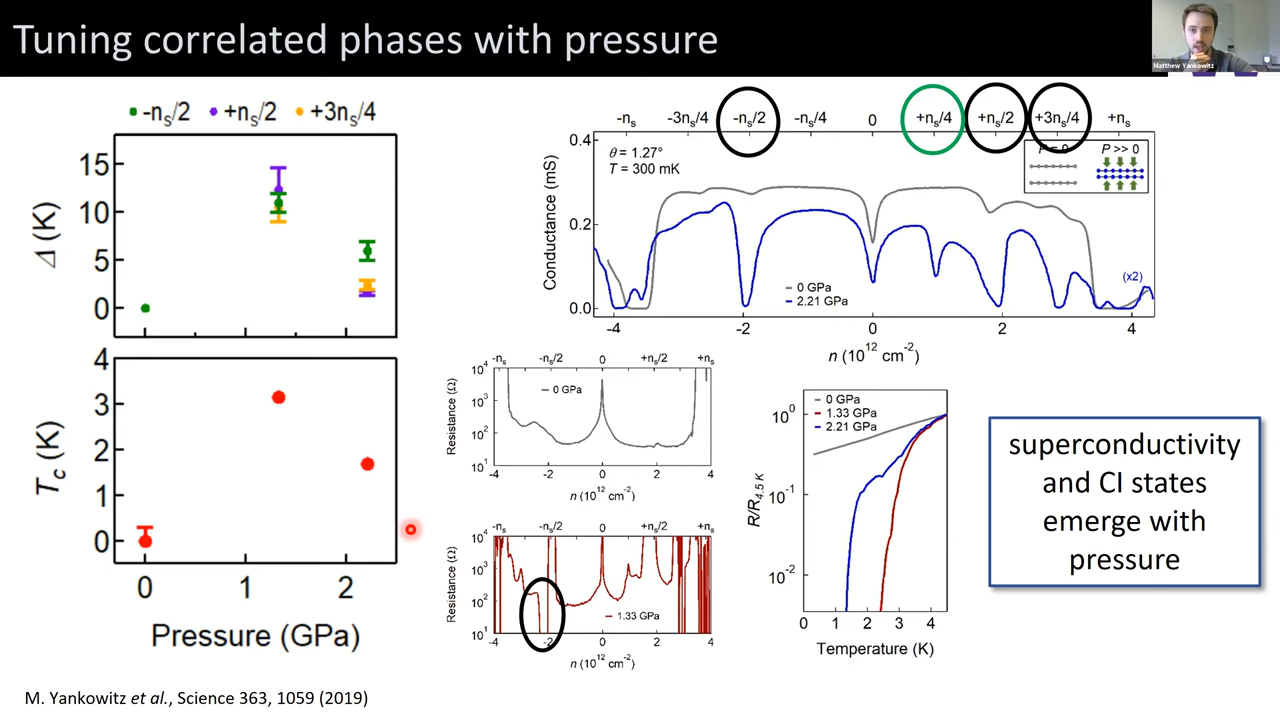 Tuning correlated phases with pressure
Matthew Yankowitz
-nₛ/2 +nₛ/2 +3nₛ/4
Δ (K)
15
10
5
0
T_c (K)
4
3
2
1
0
0 1 2
Pressure (GPa)
-nₛ -3nₛ/4 -nₛ/2 -nₛ/4 0 +nₛ/4 +nₛ/2 +3nₛ/4 +nₛ
Conductance (mS)
0.4
0.2
0.0
θ = 1.27°
T = 300 mK
P = 0 P >> 0
0 GPa
2.21 GPa
(x2)
-4 -2 0 2 4
n (10¹² cm⁻²)
-nₛ -nₛ/2 0 +nₛ/2 +nₛ
Resistance (Ω)
10⁴
10³
10²
10¹
0 GPa
-4 -2 0 2 4
n (10¹² cm⁻²)
-nₛ -nₛ/2 0 +nₛ/2 +nₛ
Resistance (Ω)
10⁴
10³
10²
10¹
1.33 GPa
-4 -2 0 2 4
n (10¹² cm⁻²)
R/R₄.₅ K
10⁰
10⁻¹
10⁻²
0 GPa
1.33 GPa
2.21 GPa
0 1 2 3 4
Temperature (K)
superconductivity
and CI states
emerge with
pressure
M. Yankowitz et al., Science 363, 1059 (2019)